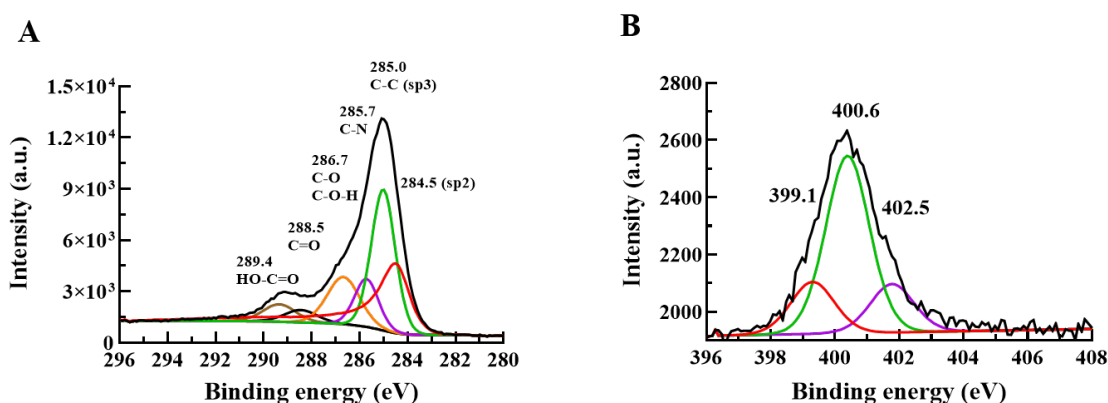 A
285.0
C-C (sp3)
285.7
C-N
286.7
C-O
C-O-H
284.5 (sp2)
288.5
C=O
289.4
HO-C=O
1.5×10⁴
1.2×10⁴
9×10³
6×10³
3×10³
0
Intensity (a.u.)
296 294 292 290 288 286 284 282 280
Binding energy (eV)
B
400.6
399.1
402.5
2800
2600
2400
2200
2000
Intensity (a.u.)
396 398 400 402 404 406 408
Binding energy (eV)